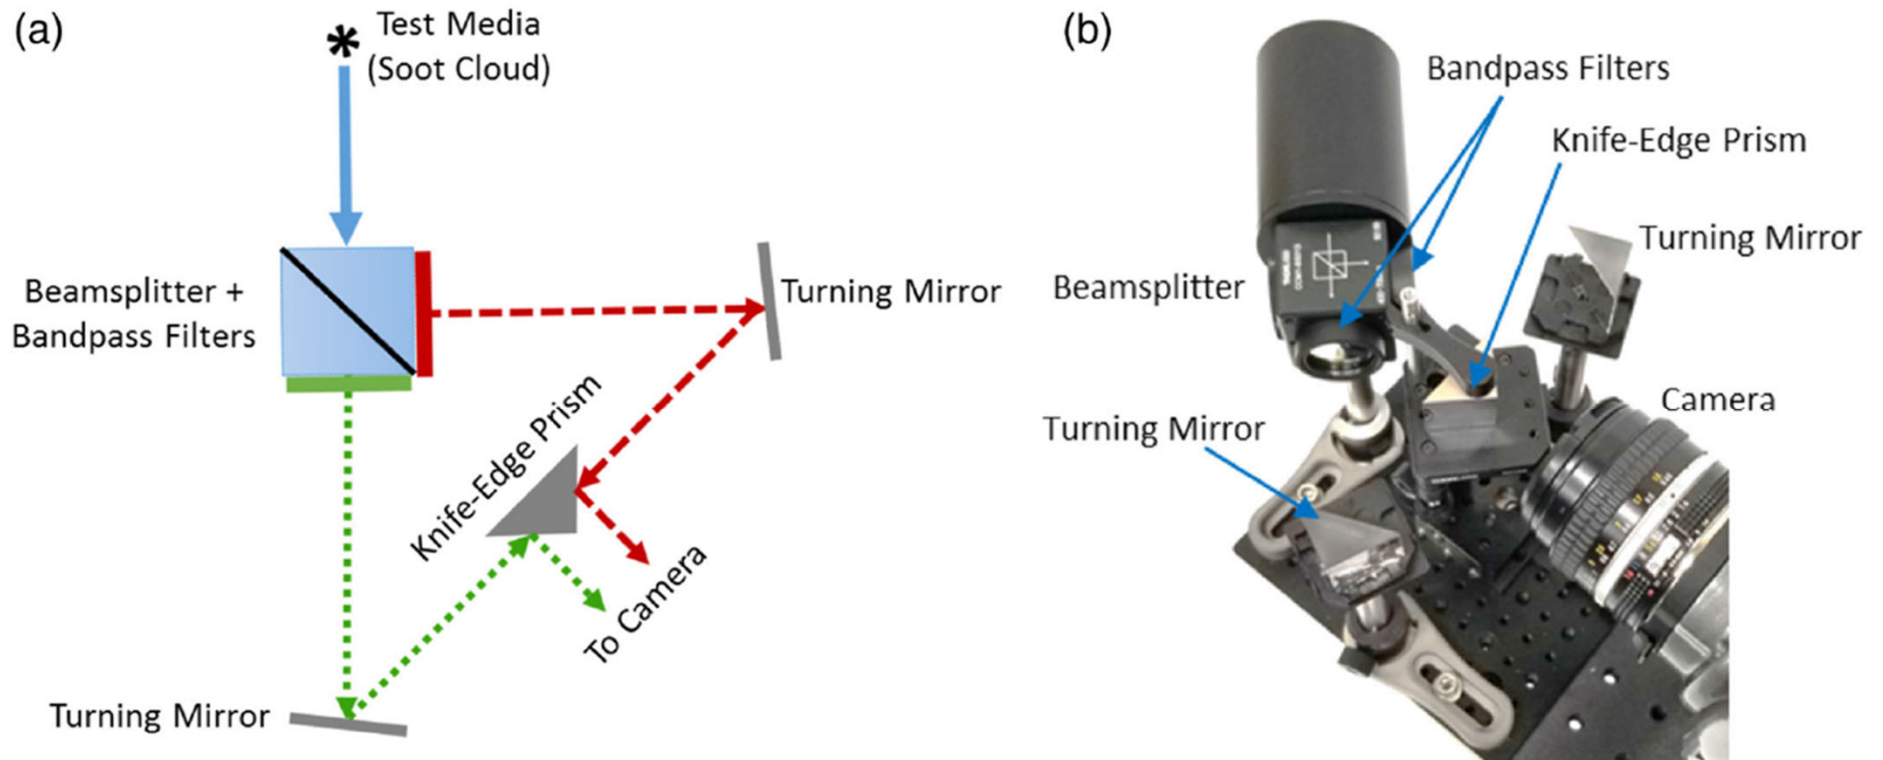 (a)
Test Media
(Soot Cloud)
Beamsplitter +
Bandpass Filters
Turning Mirror
Knife-Edge Prism
To Camera
Turning Mirror
(b)
Bandpass Filters
Knife-Edge Prism
Turning Mirror
Beamsplitter
Camera
Turning Mirror